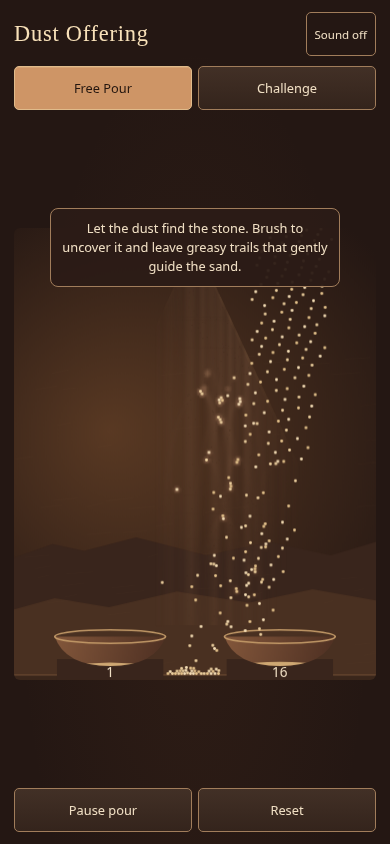 Dust Offering
Sound off
Free Pour
Challenge
Let the dust find the stone. Brush to
uncover it and leave greasy trails that gently
guide the sand.
1
16
Pause pour
Reset